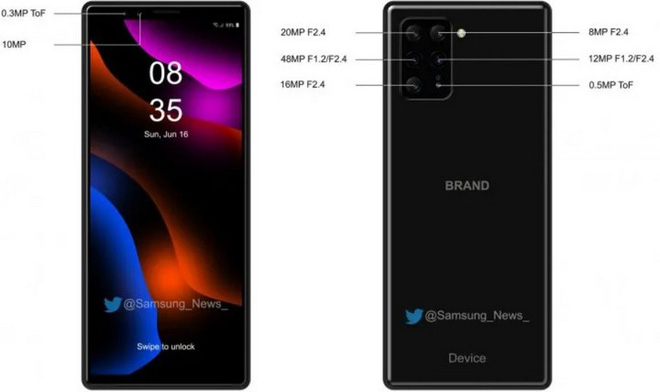 0.3MP ToF
10MP
08
35
Sun, Jun 16
@Samsung_News_
Swipe to unlock
20MP F2.4
48MP F1.2/F2.4
16MP F2.4
8MP F2.4
12MP F1.2/F2.4
0.5MP ToF
BRAND
@Samsung_News_
Device